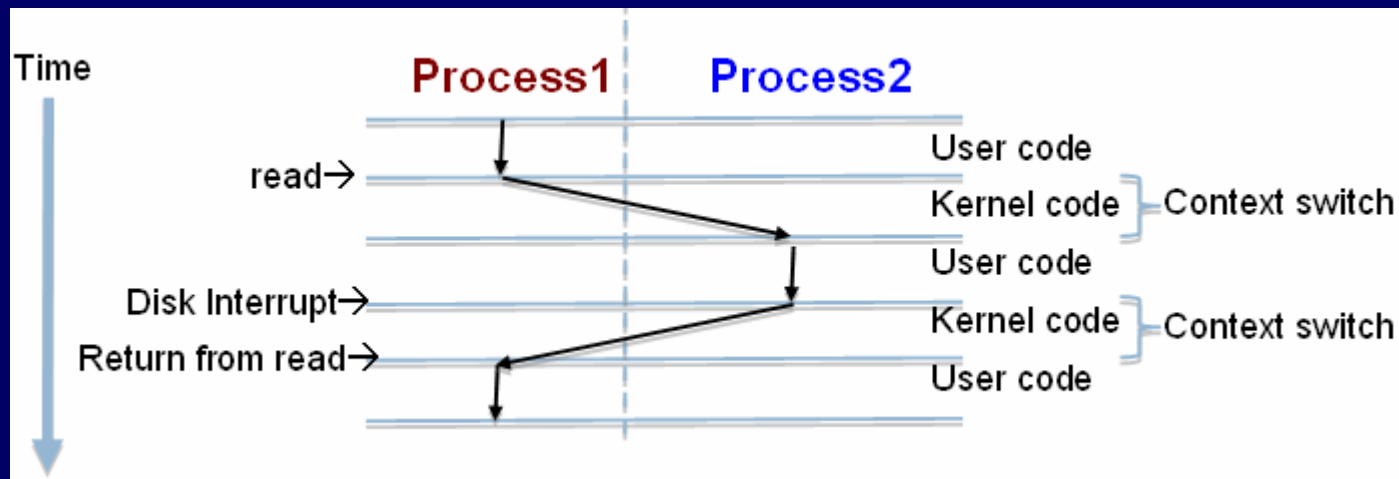 Time
Process1 Process2
User code
read→
Kernel code
Context switch
User code
Disk Interrupt→
Kernel code
Context switch
Return from read→
User code